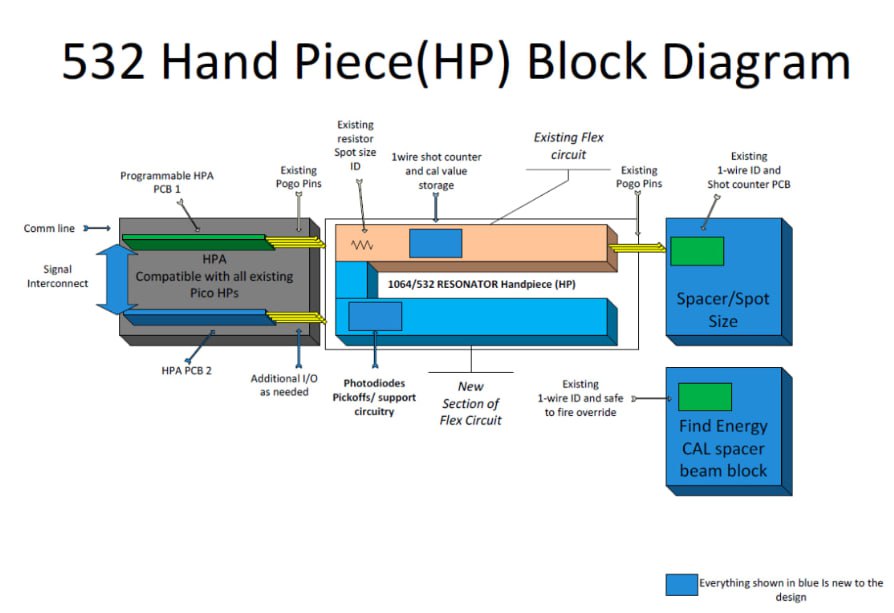 532 Hand Piece(HP) Block Diagram
Existing
resistor
Spot size
ID
1wire shot counter
and cal value
storage
Existing Flex
circuit
Existing
Pogo Pins
Existing
1-wire ID and
Shot counter PCB
Programmable HPA
PCB 1
Existing
Pogo Pins
Comm line
Signal
Interconnect
HPA
Compatible with all existing
Pico HPs
1064/532 RESONATOR Handpiece (HP)
Spacer/Spot
Size
HPA PCB 2
Additional I/O
as needed
Photodiodes
Pickoffs/ support
circuitry
New
Section of
Flex Circuit
Existing
1-wire ID and safe
to fire override
Find Energy
CAL spacer
beam block
Everything shown in blue Is new to the
design